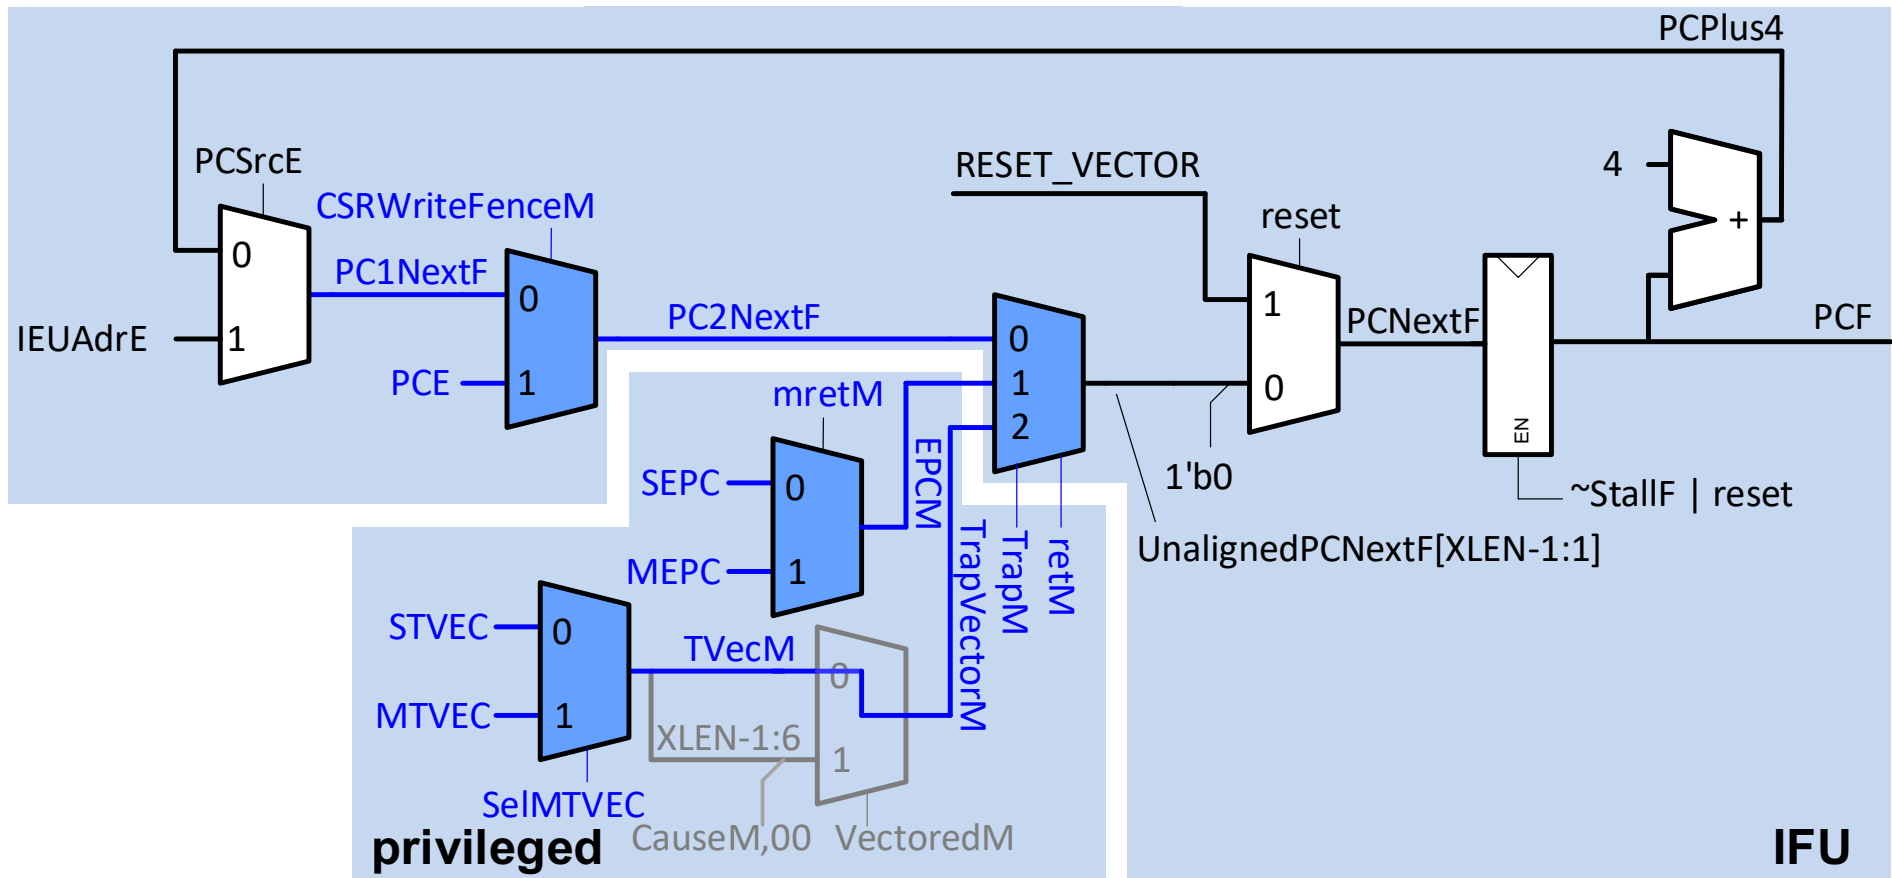 PCPlus4
PCSrcE
RESET_VECTOR
4
CSRWriteFenceM
reset
+
0
PC1NextF
0
1
PC2NextF
PCNextF
PCF
IEUAdrE
1
0
PCE
1
mretM
1
0
2
EN
SEPC
0
EPCM
1'b0
~StallF | reset
MEPC
1
TrapVectorM
TrapM
retM
UnalignedPCNextF[XLEN-1:1]
STVEC
0
TVecM
0
MTVEC
1
XLEN-1:6
1
SelMTVEC
CauseM,00
VectoredM
privileged
IFU